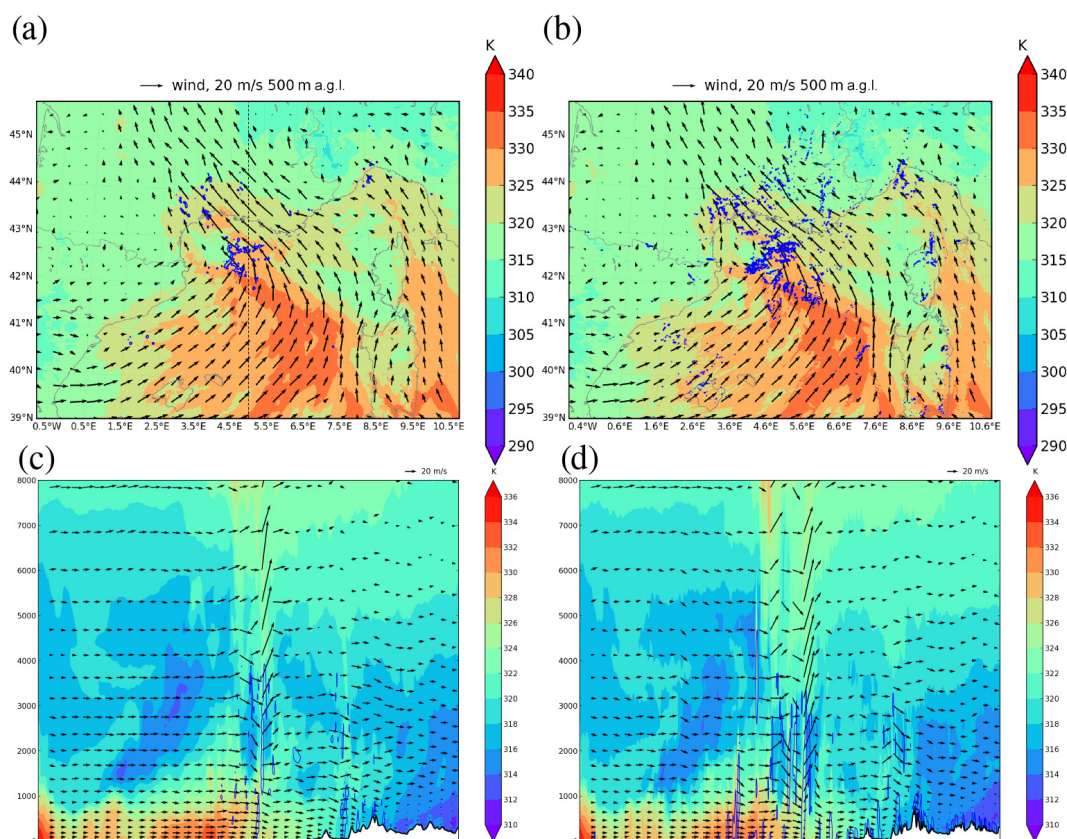 (a)
(b)
K
K
wind, 20 m/s 500 m a.g.l.
wind, 20 m/s 500 m a.g.l.
340
335
330
325
320
315
310
305
300
295
290
340
335
330
325
320
315
310
305
300
295
290
45°N
44°N
43°N
42°N
41°N
40°N
39°N
45°N
44°N
43°N
42°N
41°N
40°N
39°N
0.5°W 0.5°E 1.5°E 2.5°E 3.5°E 4.5°E 5.5°E 6.5°E 7.5°E 8.5°E 9.5°E 10.5°E
0.4°W 0.6°E 1.6°E 2.6°E 3.6°E 4.6°E 5.6°E 6.6°E 7.6°E 8.6°E 9.6°E 10.6°E
(c)
(d)
20 m/s
K
20 m/s
K
8000
7000
6000
5000
4000
3000
2000
1000
336
334
332
330
328
326
324
322
320
318
316
314
312
310
8000
7000
6000
5000
4000
3000
2000
1000
336
334
332
330
328
326
324
322
320
318
316
314
312
310